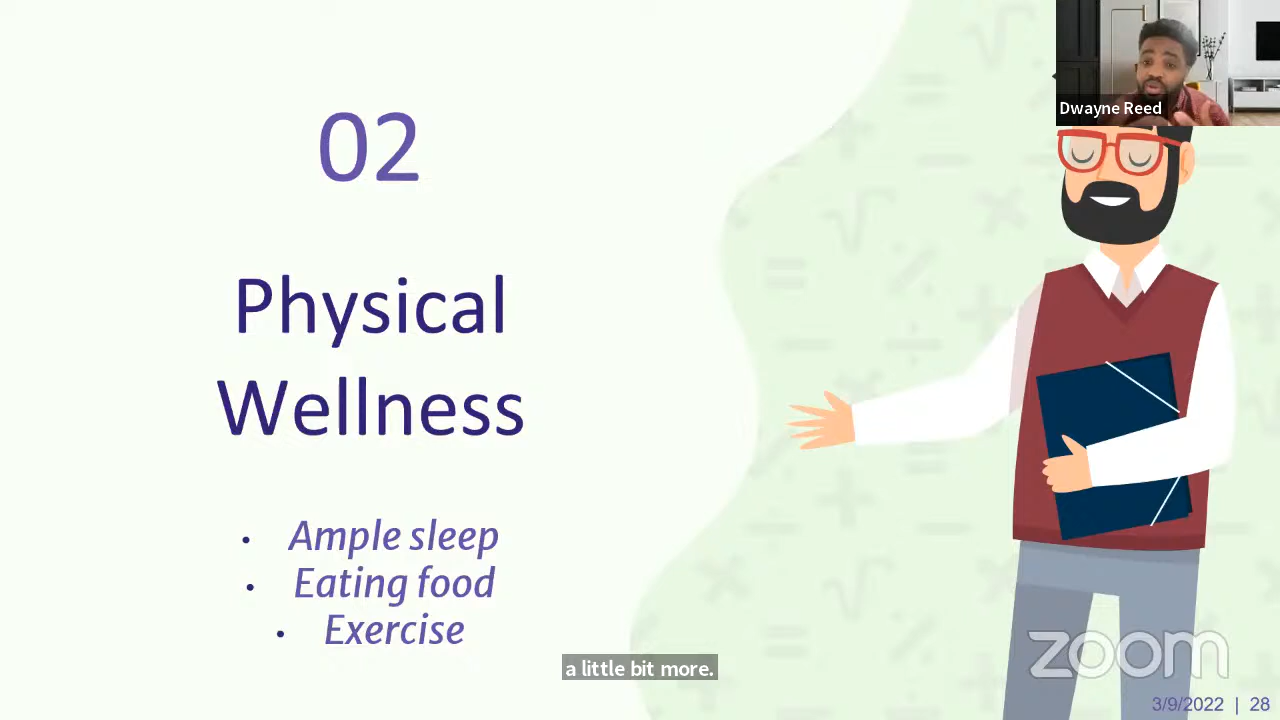 Dwayne Reed
02
Physical
Wellness
• Ample sleep
• Eating food
• Exercise
a little bit more.
zoom
3/9/2022 | 28